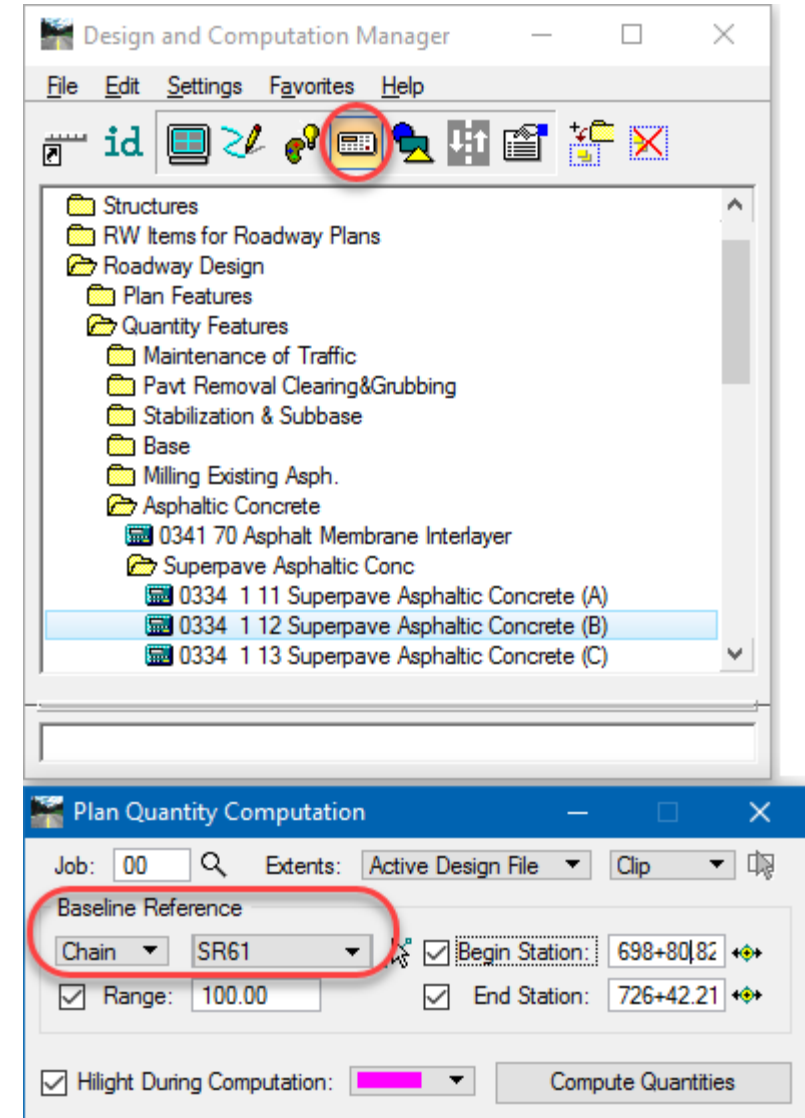 Design and Computation Manager
File Edit Settings Favorites Help
id
Structures
RW Items for Roadway Plans
Roadway Design
Plan Features
Quantity Features
Maintenance of Traffic
Pavt Removal Clearing&Grubbing
Stabilization & Subbase
Base
Milling Existing Asph.
Asphaltic Concrete
0341 70 Asphalt Membrane Interlayer
Superpave Asphaltic Conc
0334 1 11 Superpave Asphaltic Concrete (A)
0334 1 12 Superpave Asphaltic Concrete (B)
0334 1 13 Superpave Asphaltic Concrete (C)
Plan Quantity Computation
Job: 00 Extents: Active Design File Clip
Baseline Reference
Chain SR61 Begin Station: 698+80.82
Range: 100.00 End Station: 726+42.21
Hilight During Computation: Compute Quantities